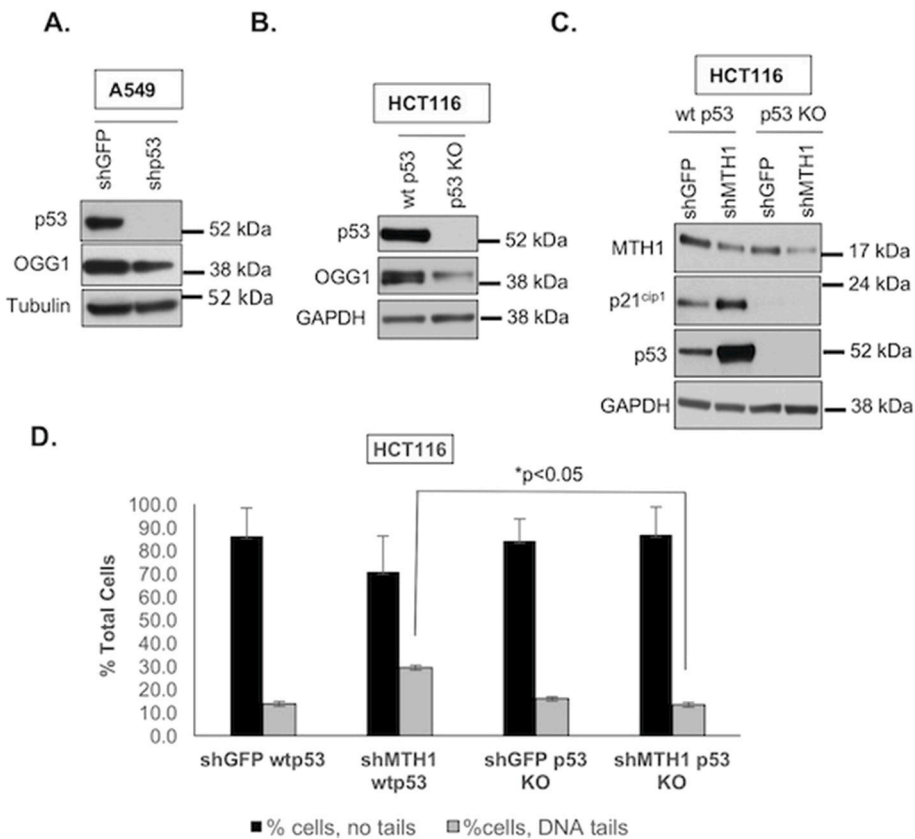 A.
A549
shGFP
shp53
p53
52 kDa
OGG1
38 kDa
Tubulin
52 kDa
B.
HCT116
wt p53
p53 KO
p53
52 kDa
OGG1
38 kDa
GAPDH
38 kDa
C.
HCT116
wt p53 p53 KO
shGFP
shMTH1
shGFP
shMTH1
MTH1
17 kDa
24 kDa
p21cip1
p53
52 kDa
GAPDH
38 kDa
D.
HCT116
*p<0.05
% Total Cells
100.0
90.0
80.0
70.0
60.0
50.0
40.0
30.0
20.0
10.0
0.0
shGFP wtp53
shMTH1
wtp53
shGFP p53
KO
shMTH1 p53
KO
% cells, no tails
%cells, DNA tails